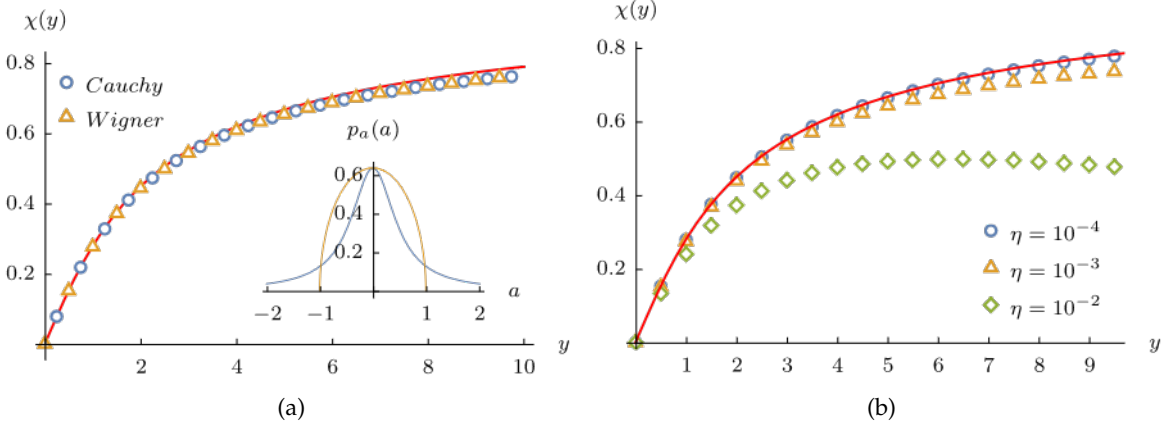 χ(y)
0.8
0.6
0.4
0.2
Cauchy
Wigner
p_a(a)
0.6
0.4
0.2
−2 −1 1 2 a
2 4 6 8 10 y
(a)
χ(y)
0.8
0.6
0.4
0.2
η = 10^{−4}
η = 10^{−3}
η = 10^{−2}
1 2 3 4 5 6 7 8 9 y
(b)